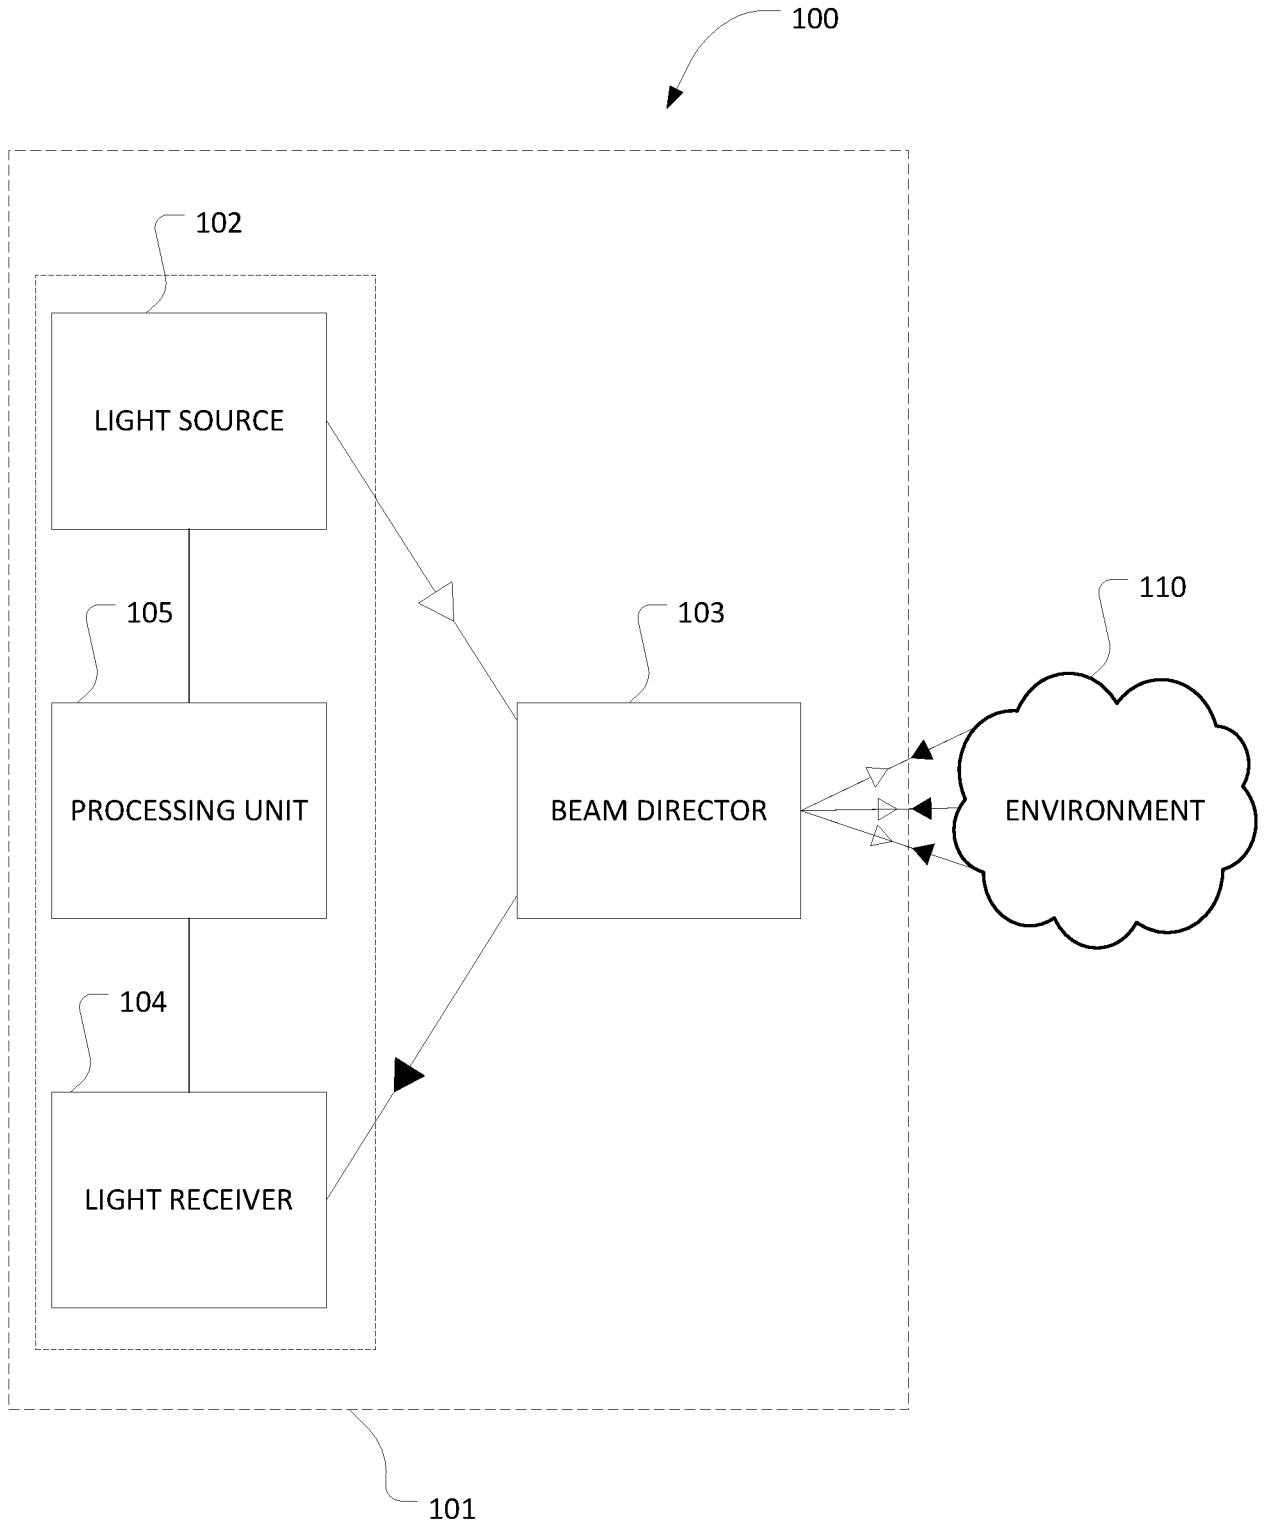 100
102
LIGHT SOURCE
110
105
103
PROCESSING UNIT
BEAM DIRECTOR
ENVIRONMENT
104
LIGHT RECEIVER
101